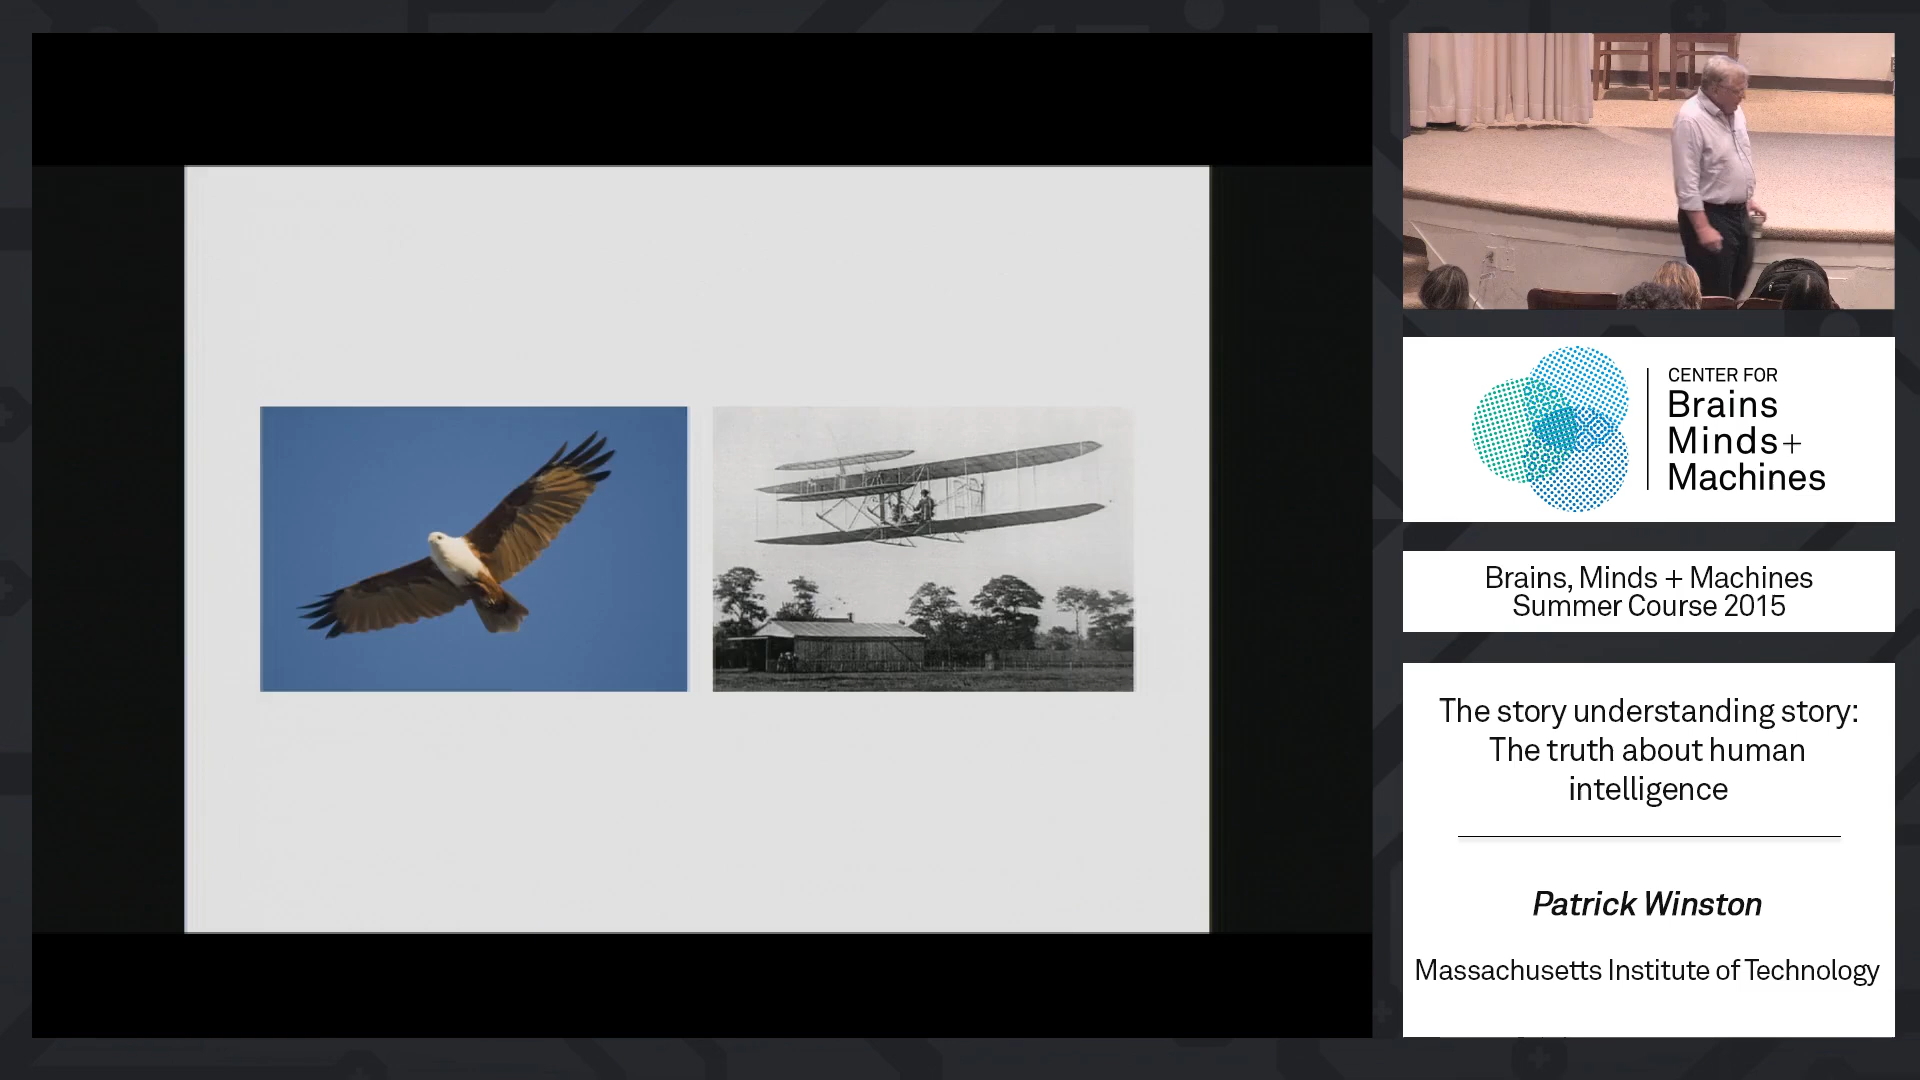 CENTER FOR
Brains
Minds+
Machines
Brains, Minds + Machines
Summer Course 2015
The story understanding story:
The truth about human
intelligence
Patrick Winston
Massachusetts Institute of Technology